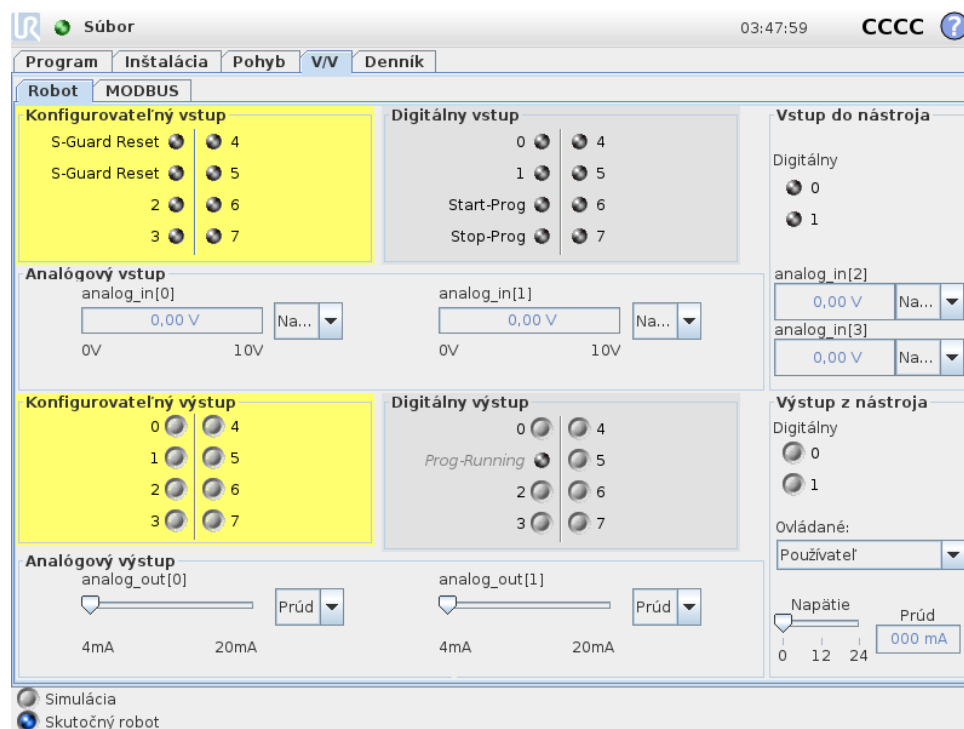 UR Súbor 03:47:59 CCCC ?
Program Inštalácia Pohyb V/V Denník
Robot MODBUS
Konfigurovateľný vstup
S-Guard Reset 4
S-Guard Reset 5
2 6
3 7
Digitálny vstup
0 4
1 5
Start-Prog 6
Stop-Prog 7
Vstup do nástroja
Digitálny
0
1
analog_in[2]
0,00 V Na...
analog_in[3]
0,00 V Na...
Analógový vstup
analog_in[0]
0,00 V Na...
0V 10V
analog_in[1]
0,00 V Na...
0V 10V
Konfigurovateľný výstup
0 4
1 5
2 6
3 7
Digitálny výstup
0 4
Prog-Running 5
2 6
3 7
Výstup z nástroja
Digitálny
0
1
Ovládané:
Používateľ
Napätie
0 12 24
Prúd
000 mA
Analógový výstup
analog_out[0]
Prúd
4mA 20mA
analog_out[1]
Prúd
4mA 20mA
Simulácia
Skutočný robot